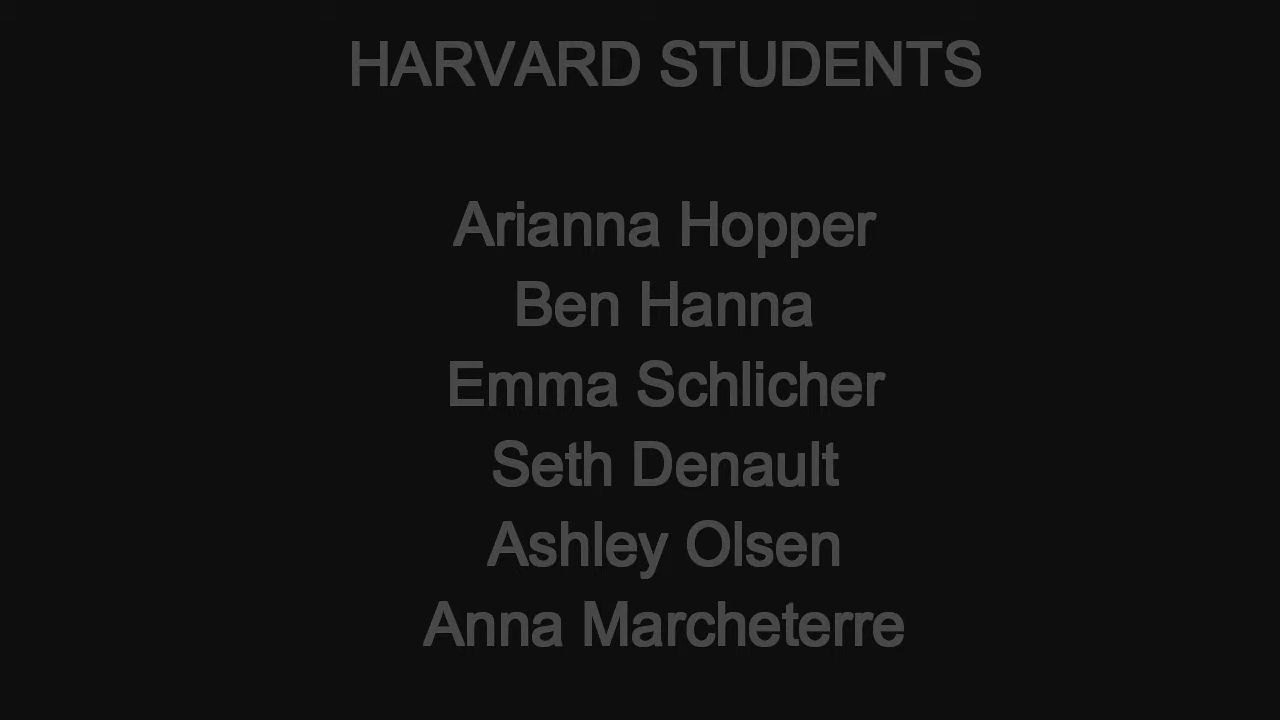 HARVARD STUDENTS
Arianna Hopper
Ben Hanna
Emma Schlicher
Seth Denault
Ashley Olsen
Anna Marcheterre